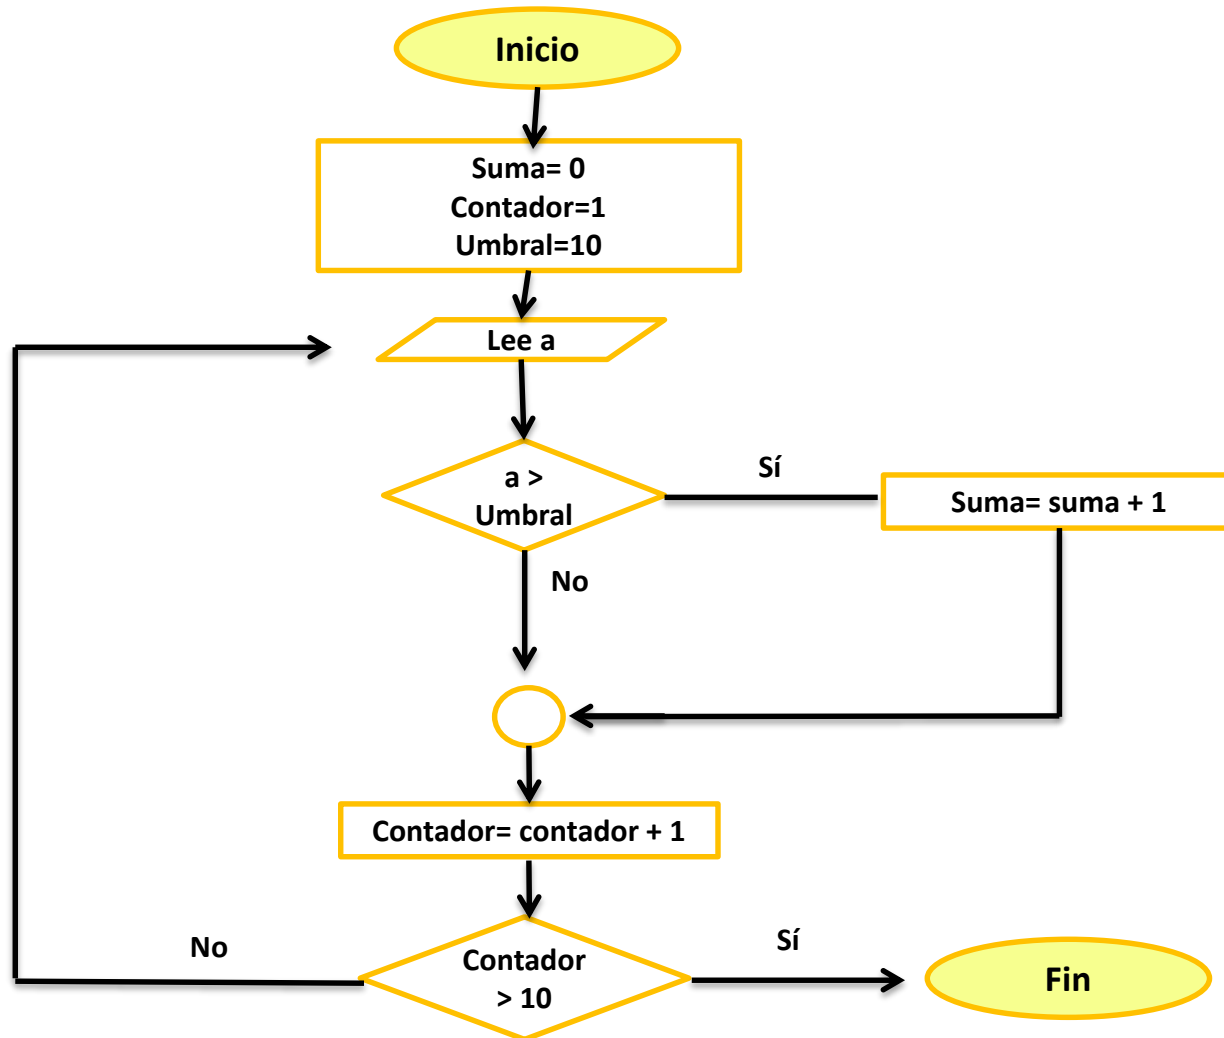 Inicio
Suma= 0
Contador=1
Umbral=10
Lee a
a >
Umbral
Sí
Suma= suma + 1
No
Contador= contador + 1
Contador
> 10
No
Sí
Fin